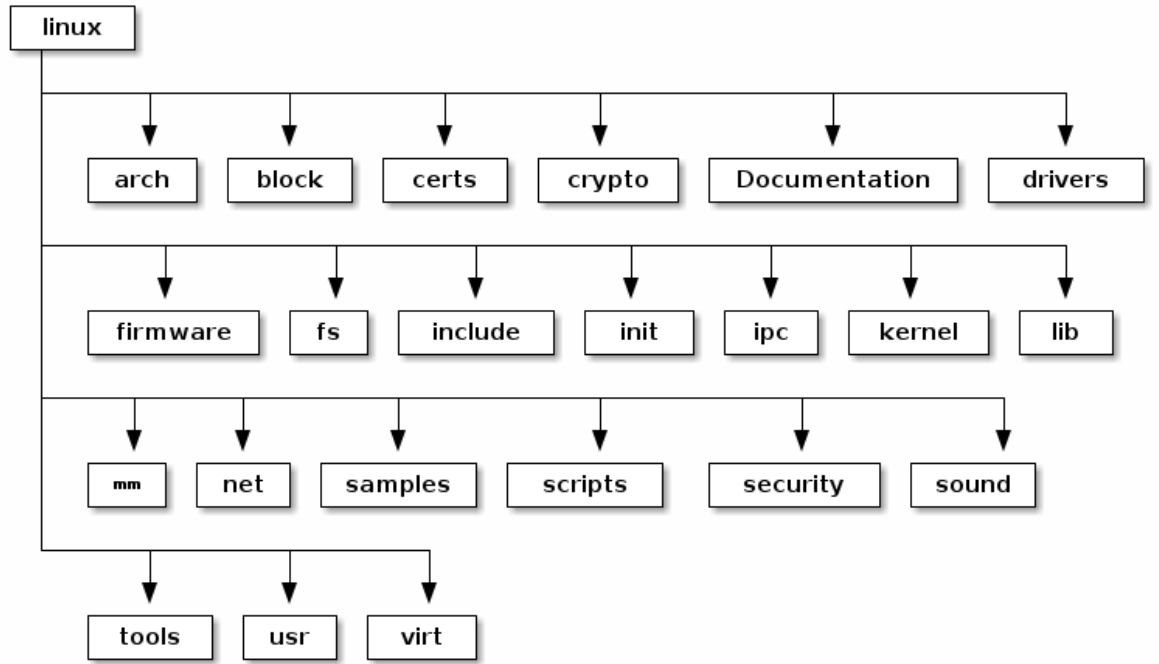 linux
arch block certs crypto Documentation drivers
firmware fs include init ipc kernel lib
mm net samples scripts security sound
tools usr virt